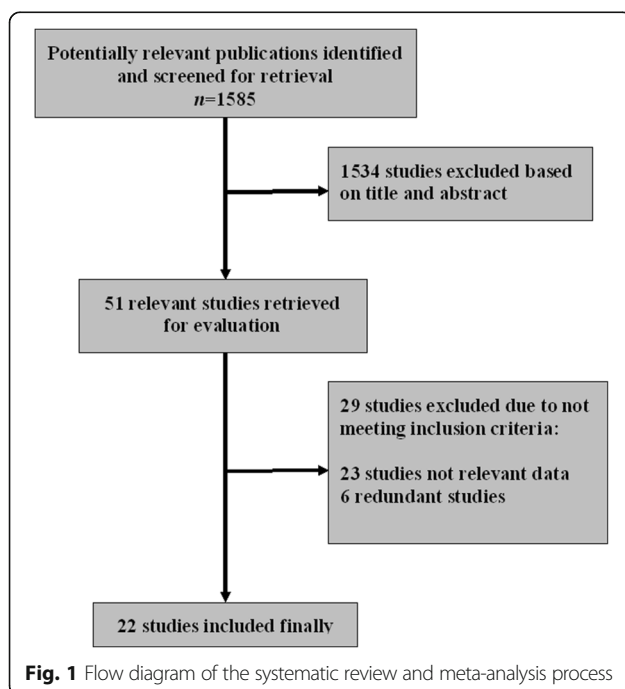 Potentially relevant publications identified
and screened for retrieval
n=1585
1534 studies excluded based
on title and abstract
51 relevant studies retrieved
for evaluation
29 studies excluded due to not
meeting inclusion criteria:
23 studies not relevant data
6 redundant studies
22 studies included finally
Fig. 1 Flow diagram of the systematic review and meta-analysis process